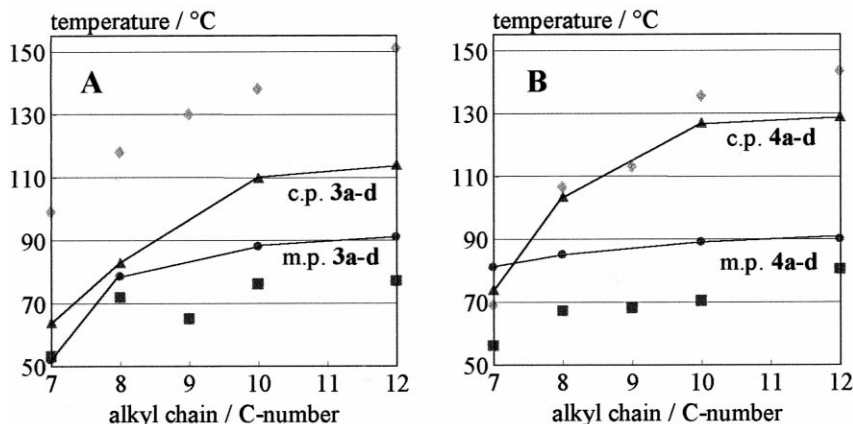 temperature / °C
150
130
110
90
70
50
A
c.p. 3a-d
m.p. 3a-d
7 8 9 10 11 12
alkyl chain / C-number
temperature / °C
150
130
110
90
70
50
B
c.p. 4a-d
m.p. 4a-d
7 8 9 10 11 12
alkyl chain / C-number